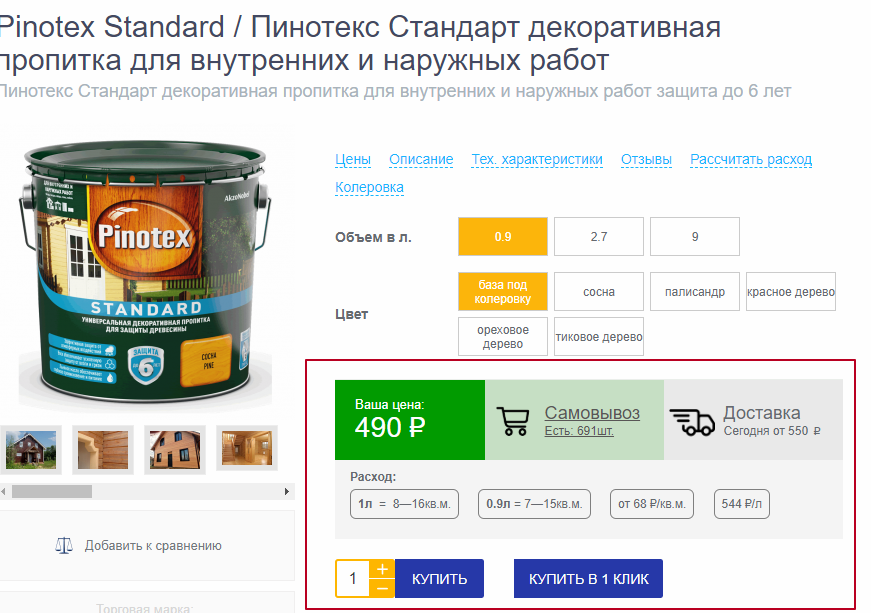 Pinotex Standard / Пинотекс Стандарт декоративная
пропитка для внутренних и наружных работ
Пинотекс Стандарт декоративная пропитка для внутренних и наружных работ защита до 6 лет
Цены Описание Тех. характеристики Отзывы Рассчитать расход
Колеровка
Объем в л. 0.9 2.7 9
Цвет
база под
колеровку
сосна палисандр красное дерево
ореховое
дерево
тиковое дерево
AkzoNobel
Pinotex
STANDARD
УНИВЕРСАЛЬНАЯ ДЕКОРАТИВНАЯ ПРОПИТКА
ДЛЯ ЗАЩИТЫ ДРЕВЕСИНЫ
ЗАЩИТА
6
СОСНА
PINE
Ваша цена:
490 ₽
Самовывоз
Есть: 691шт.
Доставка
Сегодня от 550 ₽
Расход:
1л = 8—16кв.м. 0.9л = 7—15кв.м. от 68 ₽/кв.м. 544 ₽/л
1 + − КУПИТЬ КУПИТЬ В 1 КЛИК
Добавить к сравнению
Торговая марка: